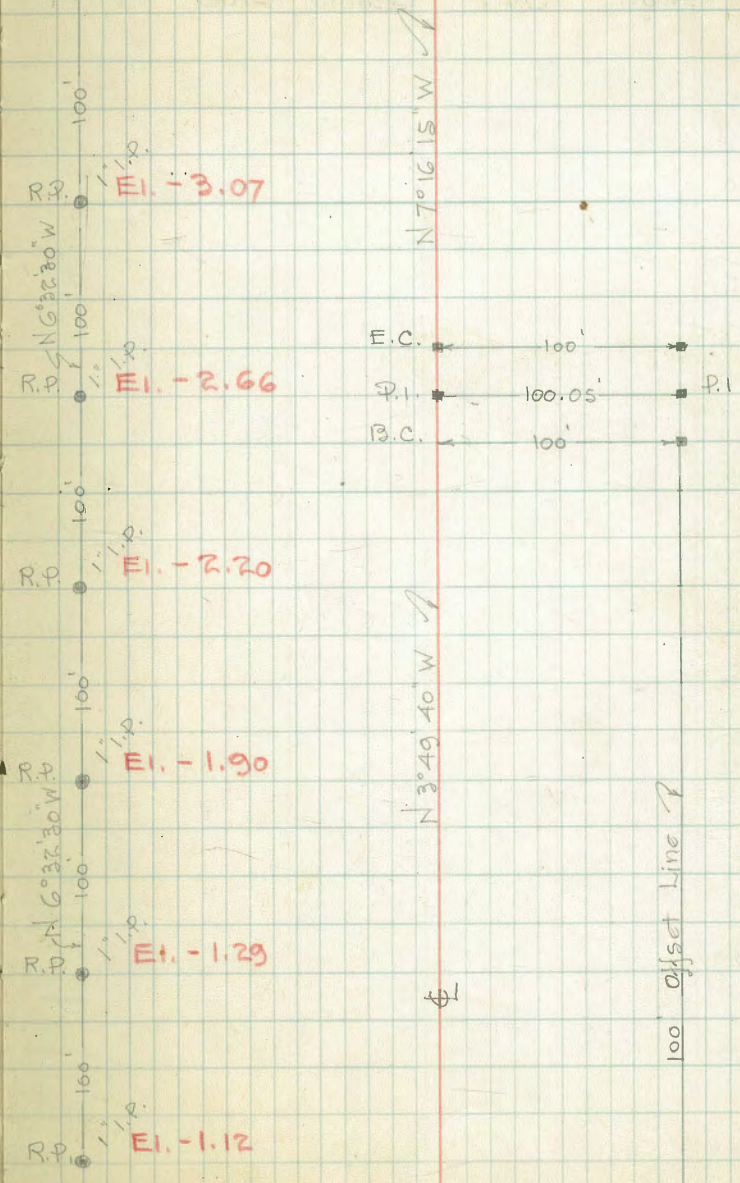 100'
N 7° 16' 15" W
R.P.
1" I.P.
El. - 3.07
N 6° 32' 30" W
100'
E.C.
100'
R.P.
1" I.P.
El. - 2.66
P.I.
100.05'
P.I
B.C.
100'
100'
R.P.
1" I.P.
El. - 2.20
N 3° 49' 40" W
100'
R.P.
1" I.P.
El. - 1.90
N 6° 32' 30" W
100'
100' Offset Line
R.P.
1" I.P.
El. - 1.29
℄
100'
R.P.
1" I.P.
El. - 1.12